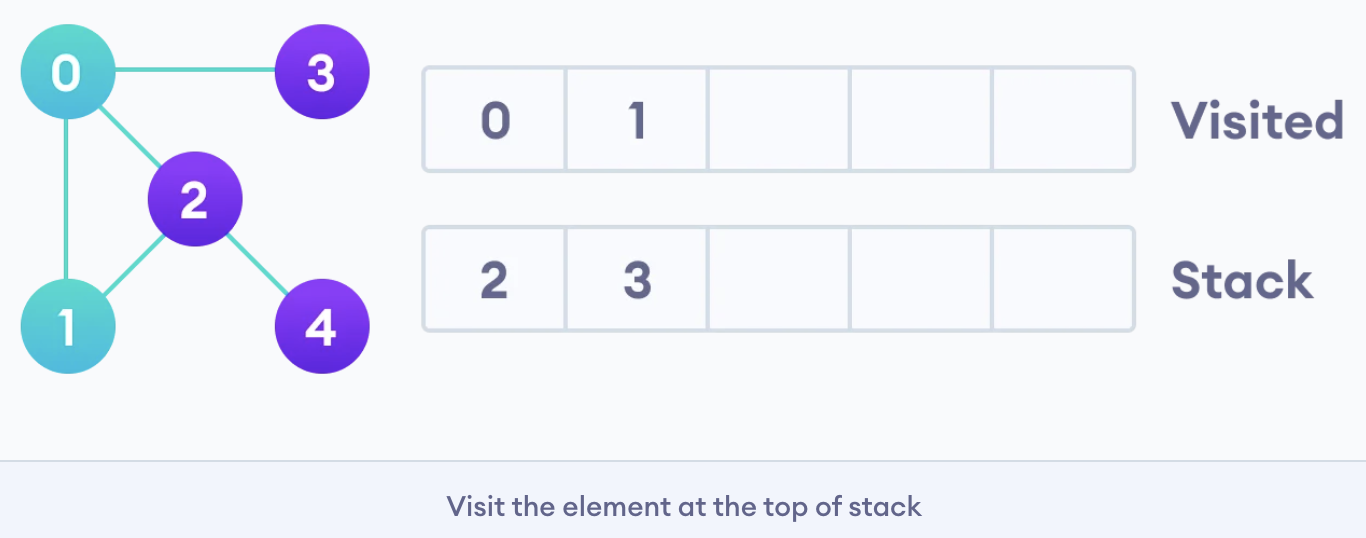 0 3
2
1 4
0 1 Visited
2 3 Stack
Visit the element at the top of stack